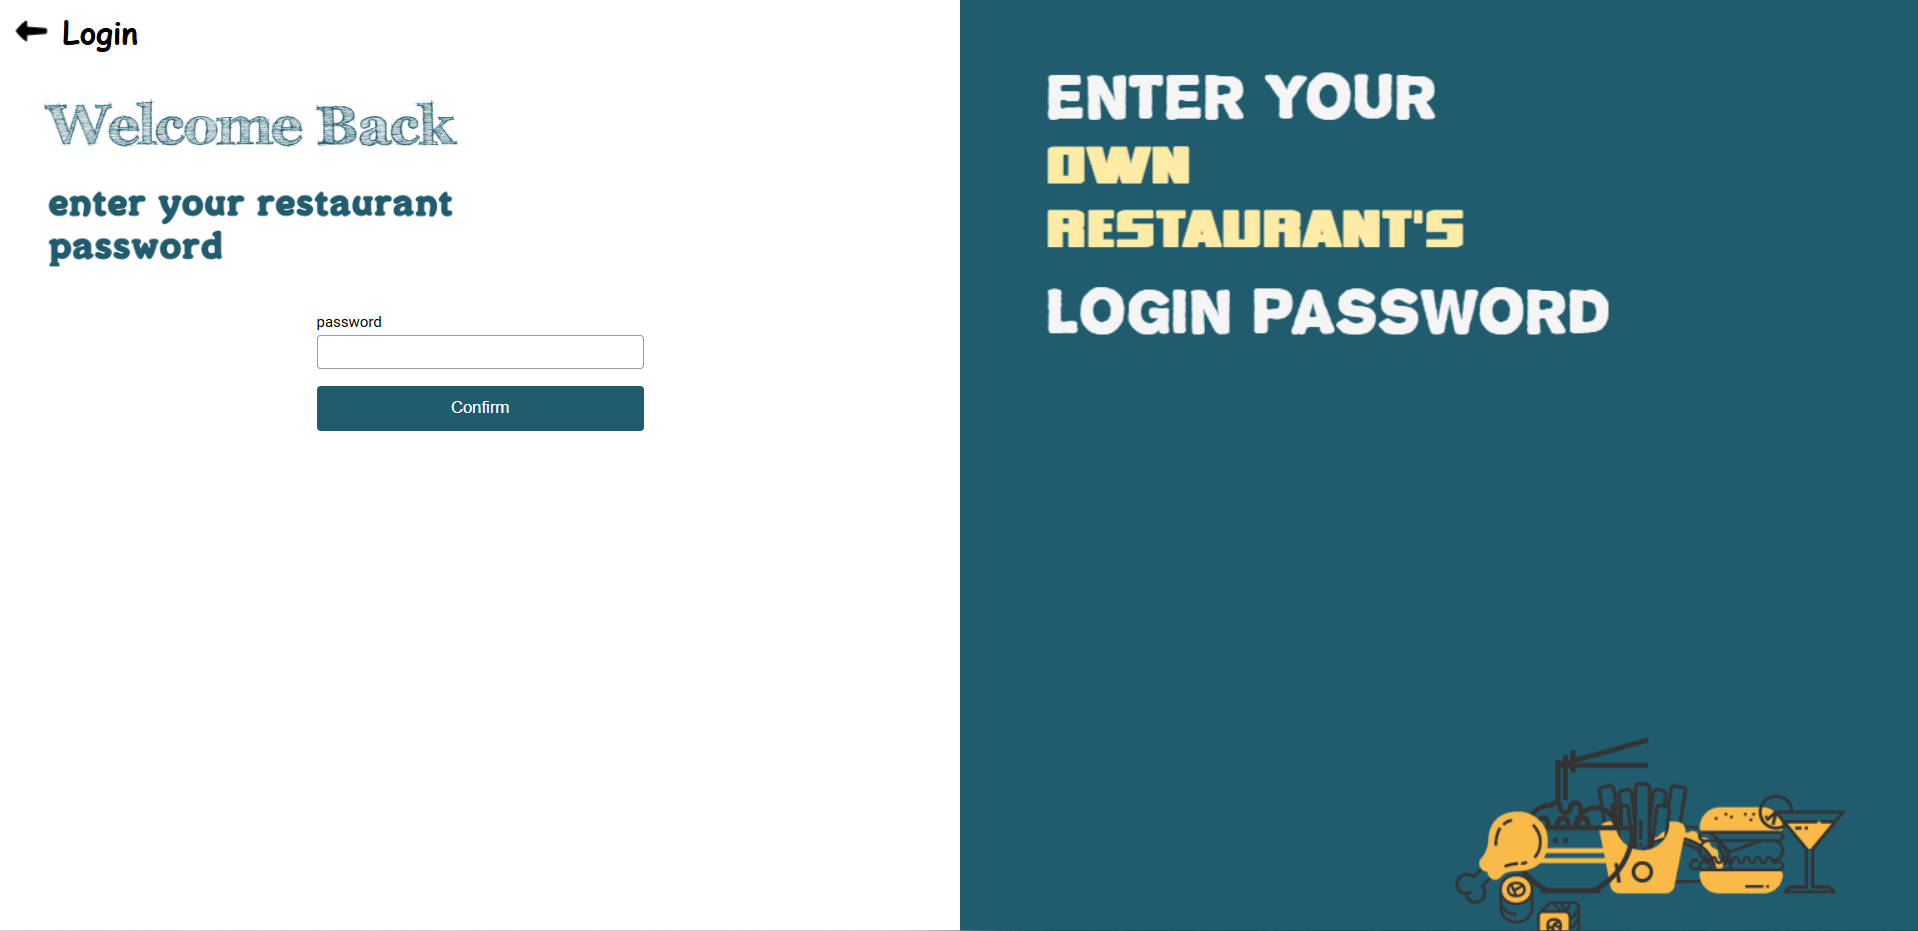 Login
Welcome Back
enter your restaurant
password
password
Confirm
ENTER YOUR
OWN
RESTAURANT'S
LOGIN PASSWORD